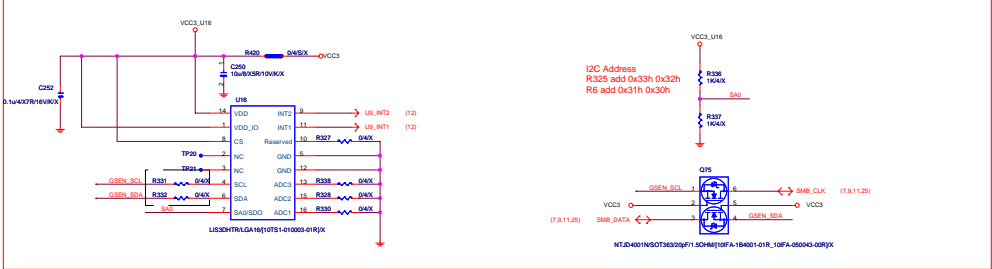 VCC3_U16
R420 0/4/S/X
VCC3
C250
10u/8/X5R/10V/K/X
1
2
C252
0.1u/4/X7R/16V/K/X
U16
14 VDD INT2 9 U9_INT2 (12)
1 VDD_IO INT1 11 U9_INT1 (12)
8 CS Reserved 10 R327 0/4/X
TP20 2 NC GND 5
TP21 3 NC GND 12
GSEN_SCL R331 0/4/X 4 SCL ADC3 13 R338 0/4/X
GSEN_SDA R332 0/4/X 6 SDA ADC2 15 R328 0/4/X
SA0 7 SA0/SDO ADC1 16 R330 0/4/X
LIS3DHTR/LGA16/[10TS1-010003-01R]/X
VCC3_U16
I2C Address
R325 add 0x33h 0x32h
R6 add 0x31h 0x30h
R336
1K/4/X
SA0
R337
1K/4/X
Q75
GSEN_SCL 1 6 SMB_CLK (7,9,11,25)
VCC3 2 5 VCC3
(7,9,11,25) SMB_DATA 3 4 GSEN_SDA
NTJD4001N/SOT363/20pF/1.5OHM/[10IFA-1B4001-01R_10IFA-050043-00R]/X